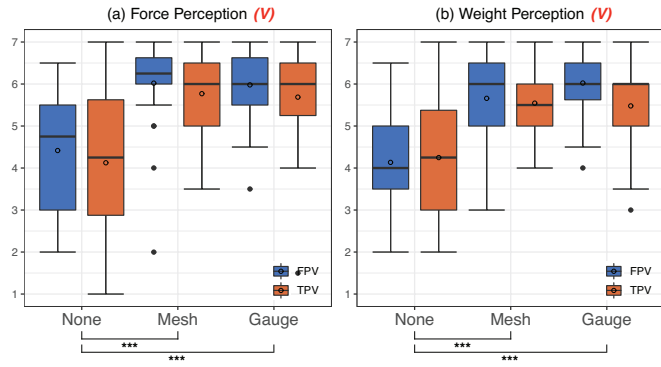 (a) Force Perception (V)
7
6
5
4
3
2
1
FPV
TPV
None Mesh Gauge
***
***
(b) Weight Perception (V)
7
6
5
4
3
2
1
FPV
TPV
None Mesh Gauge
***
***